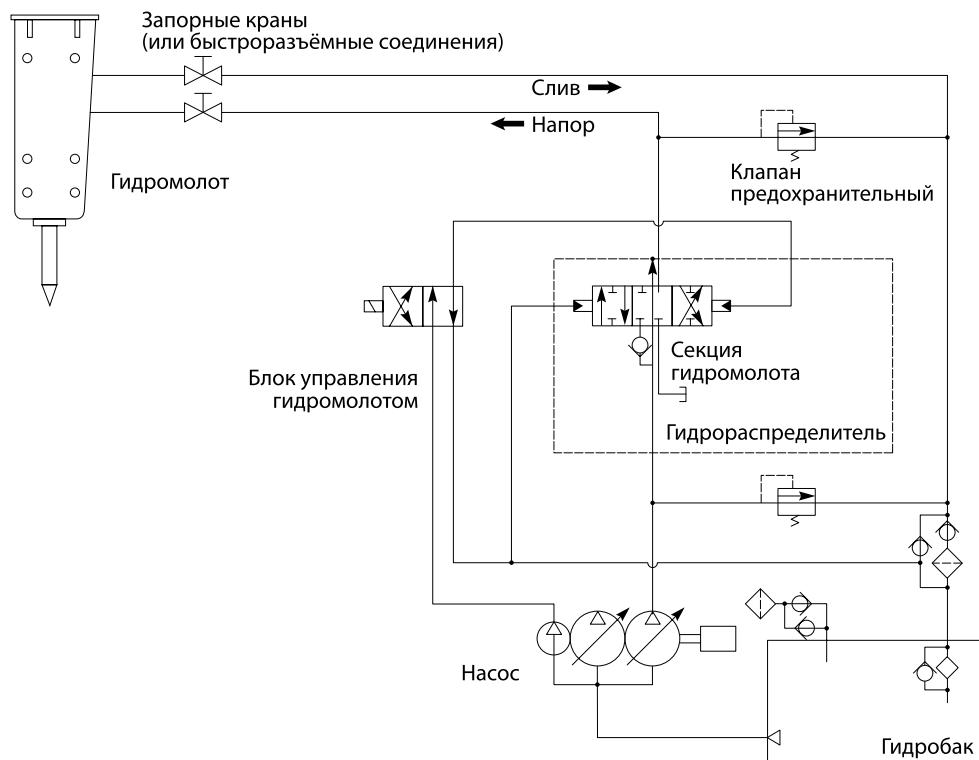 Запорные краны
(или быстроразъёмные соединения)
Слив
Напор
Клапан
предохранительный
Гидромолот
Секция
гидромолота
Блок управления
гидромолотом
Гидрораспределитель
Насос
Гидробак